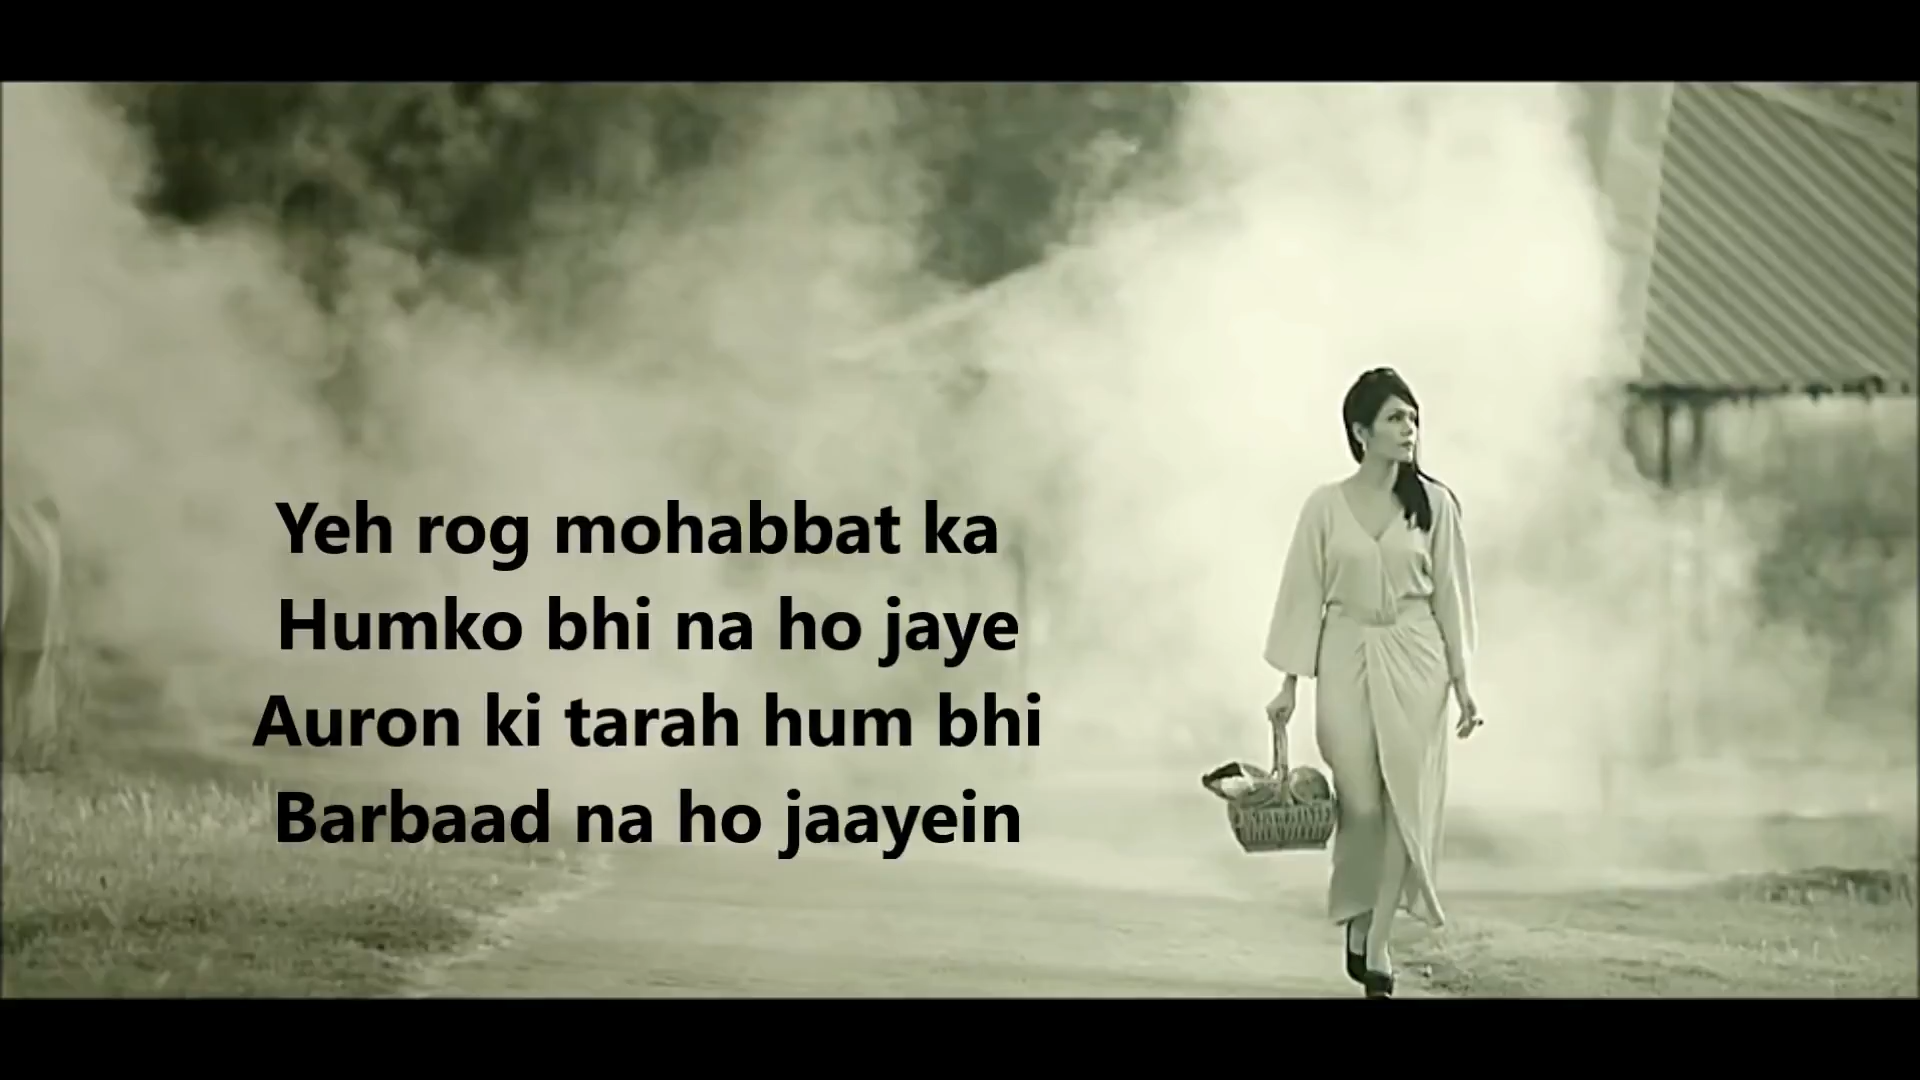 Yeh rog mohabbat ka
Humko bhi na ho jaye
Auron ki tarah hum bhi
Barbaad na ho jaayein